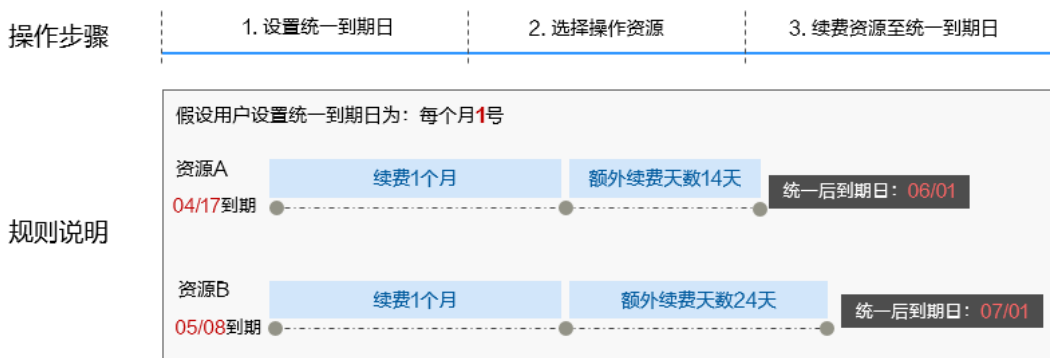 操作步骤
1. 设置统一到期日
2. 选择操作资源
3. 续费资源至统一到期日
假设用户设置统一到期日为：每个月1号
规则说明
资源A
续费1个月
额外续费天数14天
04/17到期
统一后到期日：06/01
资源B
续费1个月
额外续费天数24天
05/08到期
统一后到期日：07/01